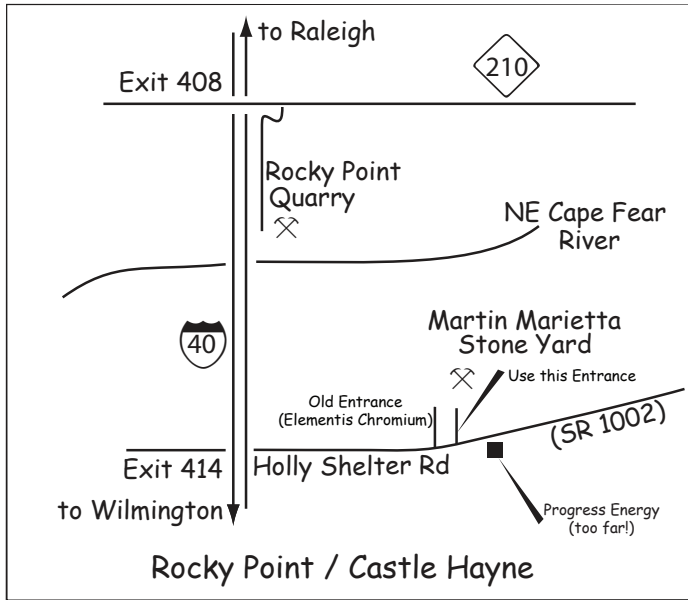 to Raleigh
Exit 408
210
Rocky Point
Quarry
NE Cape Fear
River
40
Martin Marietta
Stone Yard
Use this Entrance
Old Entrance
(Elementis Chromium)
(SR 1002)
Exit 414
Holly Shelter Rd
to Wilmington
Progress Energy
(too far!)
Rocky Point / Castle Hayne